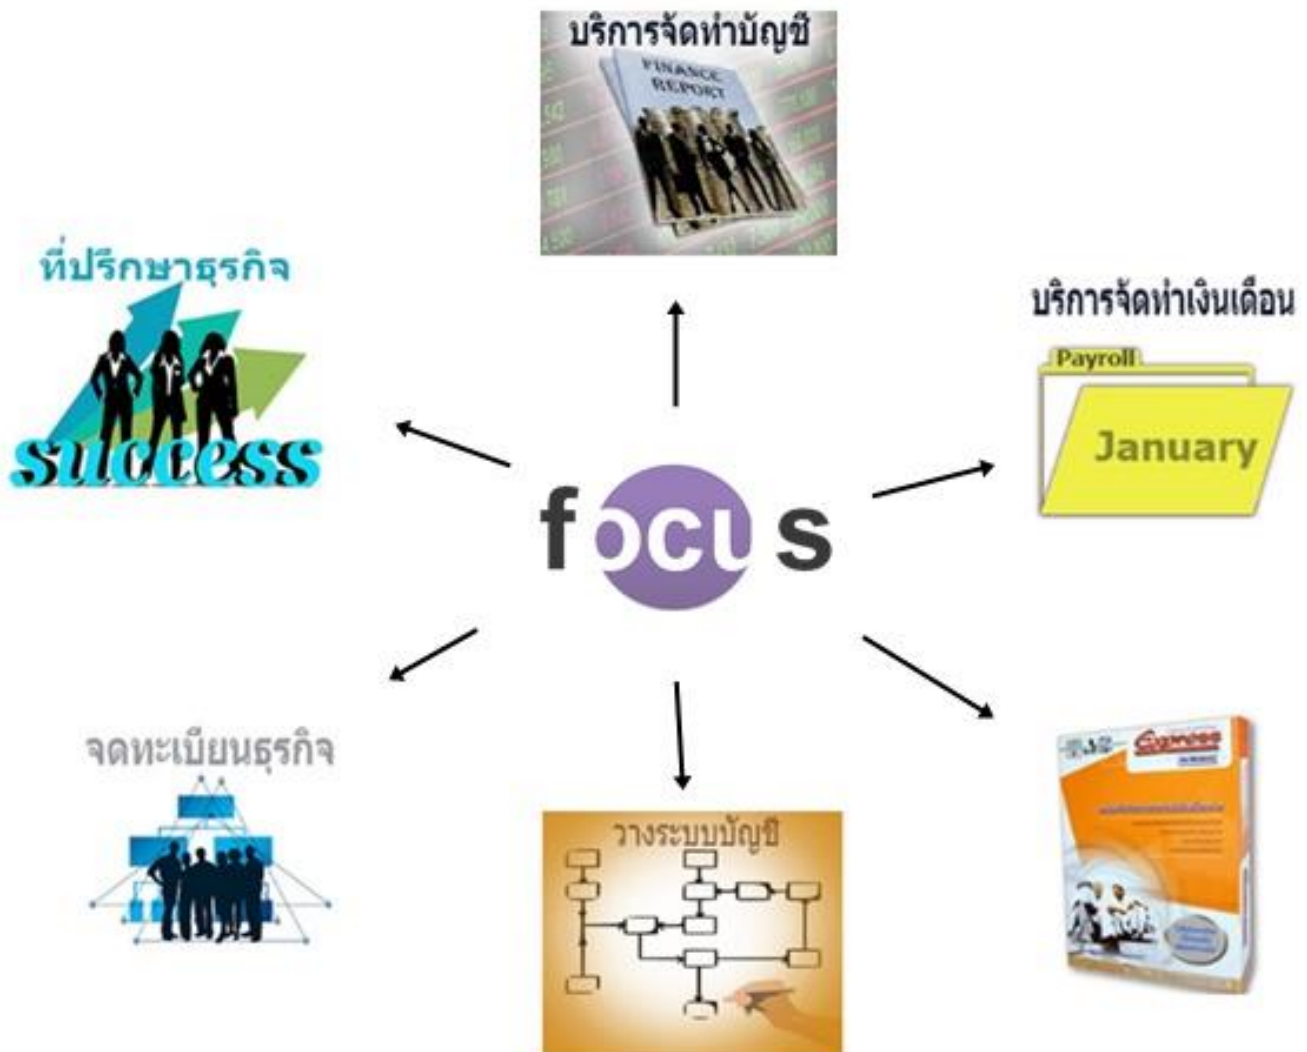 บริการจัดทำบัญชี
FINANCE
REPORT
ที่ปรึกษาธุรกิจ
success
บริการจัดทำเงินเดือน
Payroll
January
focus
จดทะเบียนธุรกิจ
วางระบบบัญชี
Express